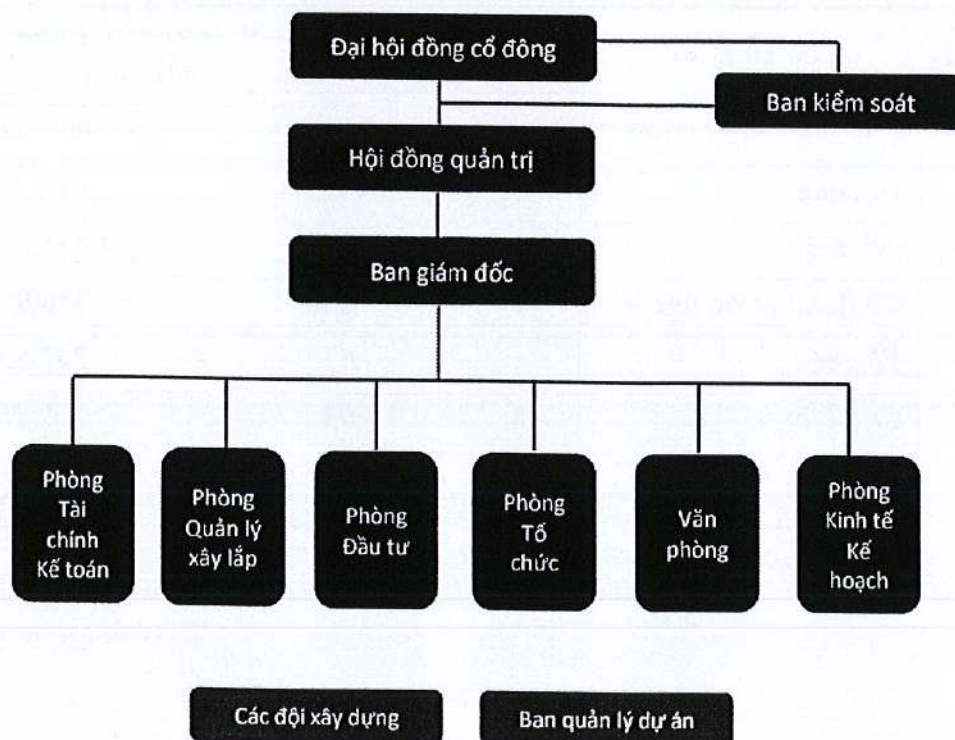 Đại hội đồng cổ đông
Ban kiểm soát
Hội đồng quản trị
Ban giám đốc
Phòng
Tài
chính
Kế toán
Phòng
Quản lý
xây lắp
Phòng
Đầu tư
Phòng
Tổ
chức
Văn
phòng
Phòng
Kinh tế
Kế
hoạch
Các đội xây dựng
Ban quản lý dự án